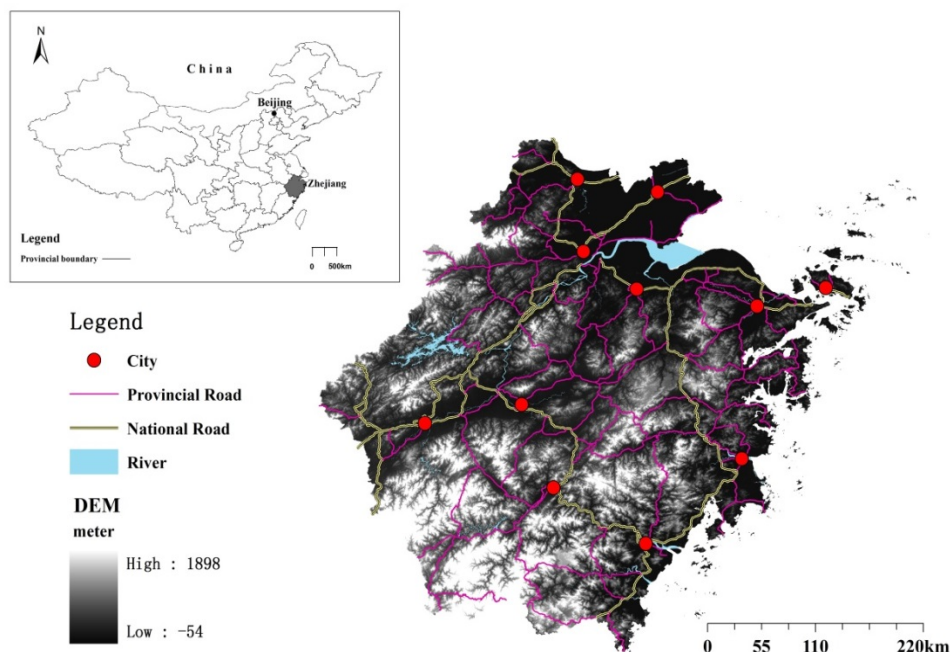 N
China
Beijing
Zhejiang
Legend
Provincial boundary
0 500km
Legend
City
Provincial Road
National Road
River
DEM
meter
High : 1898
Low : -54
0 55 110 220km